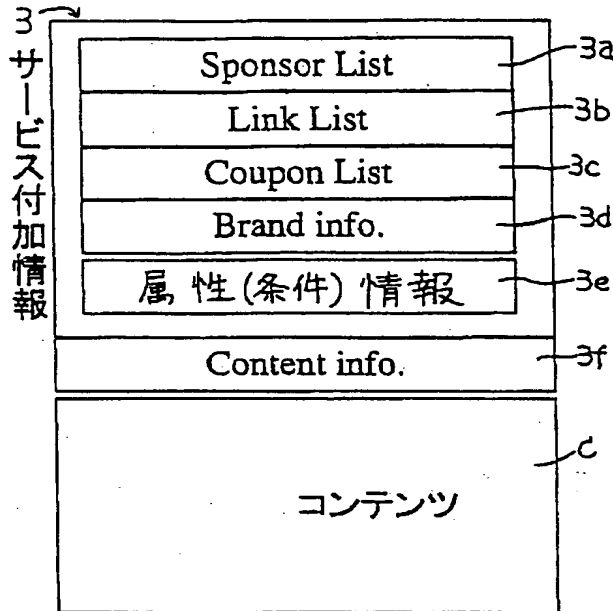 3
サービス付加情報
Sponsor List 3a
Link List 3b
Coupon List 3c
Brand info. 3d
属性(条件)情報 3e
Content info. 3f
コンテンツ C